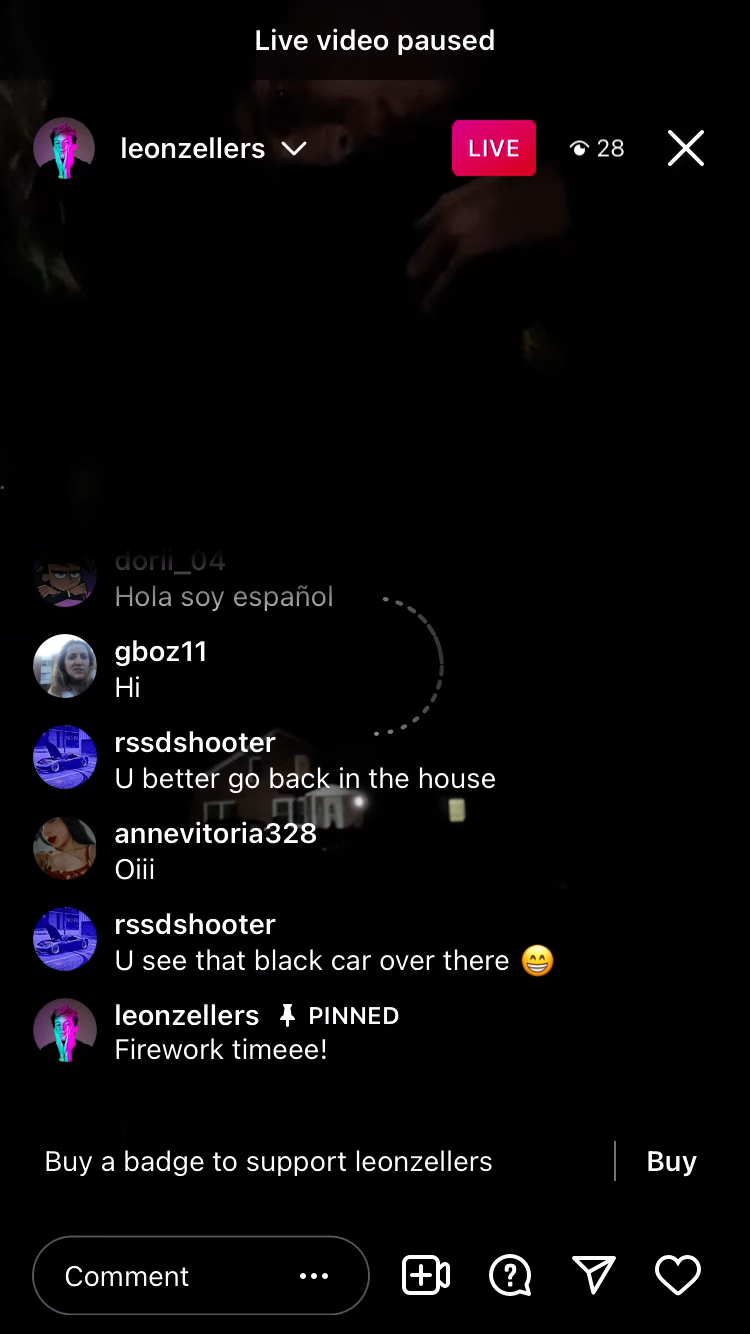 Live video paused
leonzellers
LIVE
28
dorii_04
Hola soy español
gboz11
Hi
rssdshooter
U better go back in the house
annevitoria328
Oiii
rssdshooter
U see that black car over there 😁
leonzellers PINNED
Firework timeee!
Buy a badge to support leonzellers
Buy
Comment